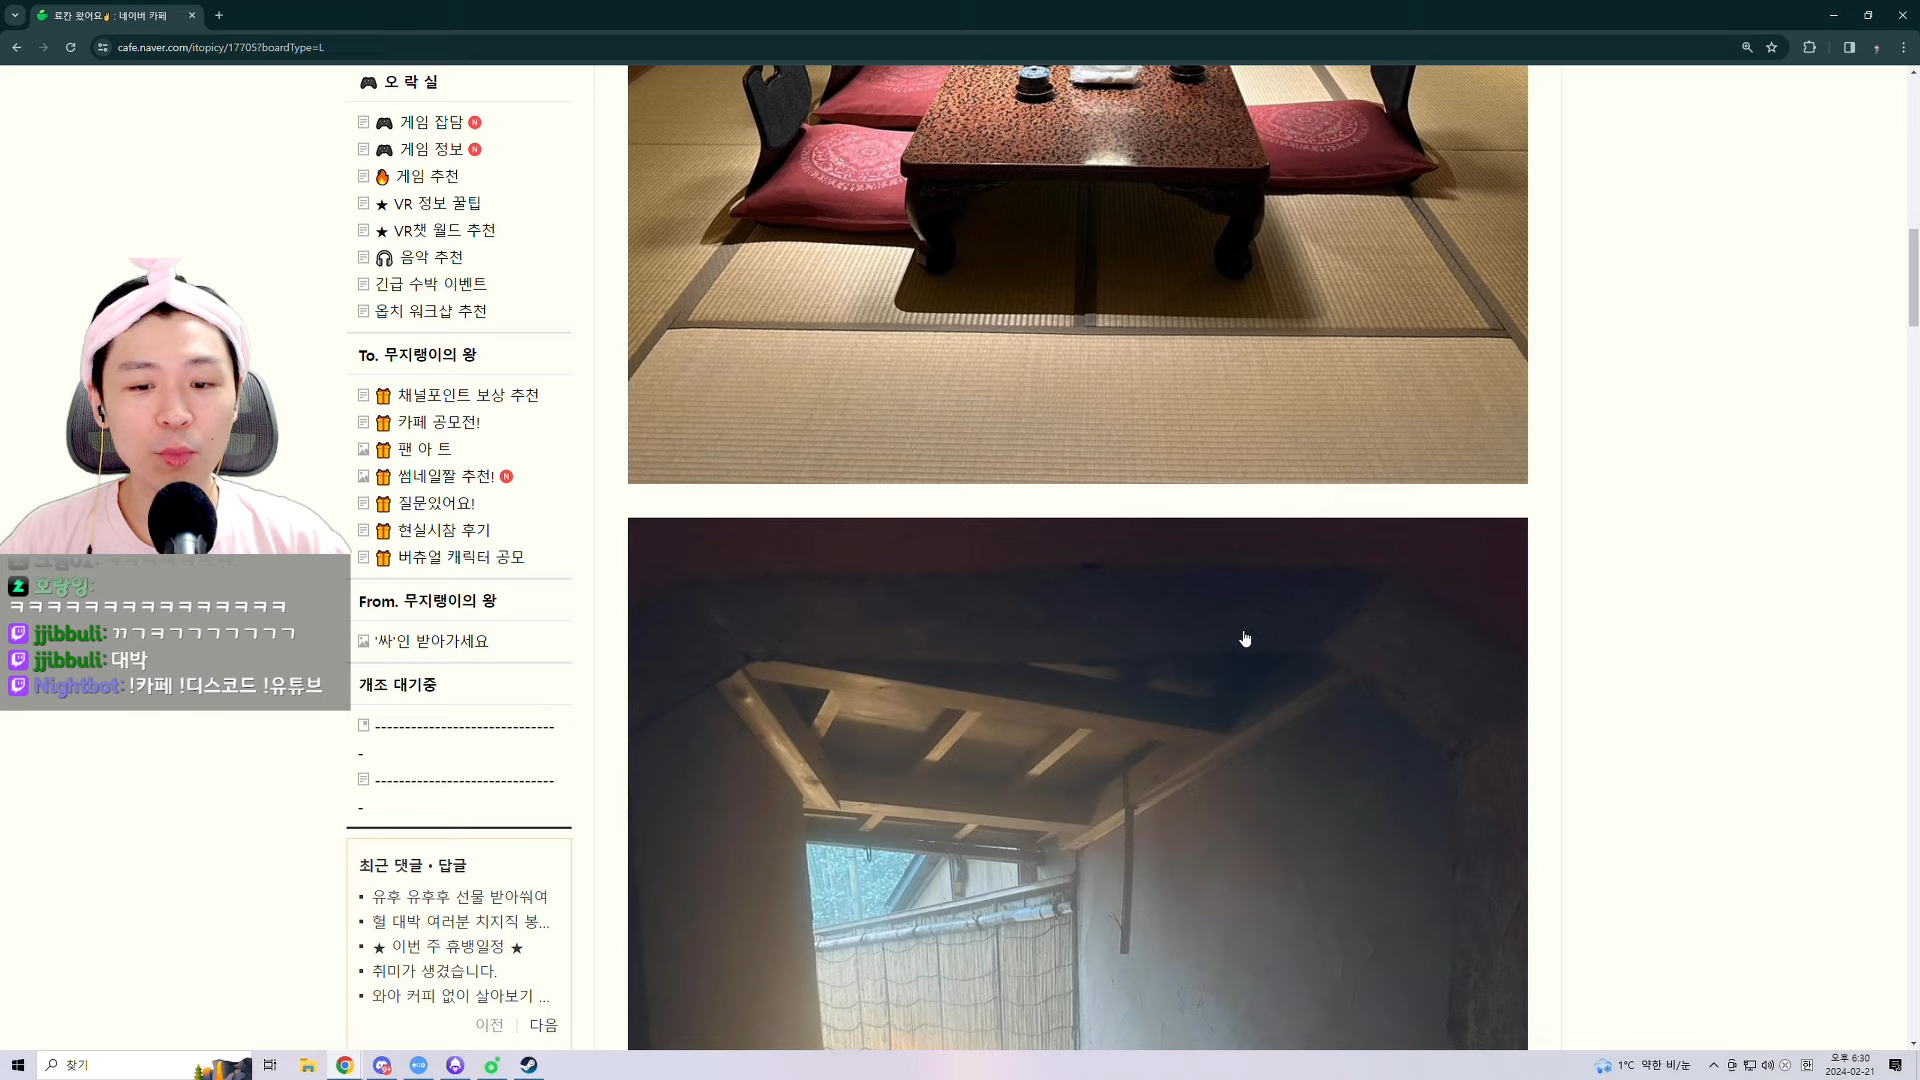 료칸 왔어요✌ : 네이버 카페
cafe.naver.com/itopicy/17705?boardType=L
🎮 오 락 실
🎮 게임 잡담 N
🎮 게임 정보 N
🔥 게임 추천
★ VR 정보 꿀팁
★ VR챗 월드 추천
🎧 음악 추천
긴급 수박 이벤트
옵치 워크샵 추천
To. 무지랭이의 왕
🎁 채널포인트 보상 추천
🎁 카페 공모전!
🎁 팬 아 트
🎁 썸네일짤 추천! N
🎁 질문있어요!
🎁 현실시참 후기
🎁 버츄얼 캐릭터 공모
From. 무지랭이의 왕
'싸'인 받아가세요
개조 대기중
------------------------------
-
------------------------------
-
최근 댓글 • 답글
유후 유후후 선물 받아쒀여
헐 대박 여러분 치지직 봉...
★ 이번 주 휴뱅일정 ★
취미가 생겼습니다.
와아 커피 없이 살아보기 ...
이전 | 다음
호랑잉:
ㅋㅋㅋㅋㅋㅋㅋㅋㅋㅋㅋㅋㅋㅋㅋ
jjibbuli: ㄲㄱㅋㄱㄱㄱㄱㄱㄱㄱ
jjibbuli: 대박
Nightbot: !카페 !디스코드 !유튜브
찾기
1°C 약한 비/눈
한
오후 6:30
2024-02-21